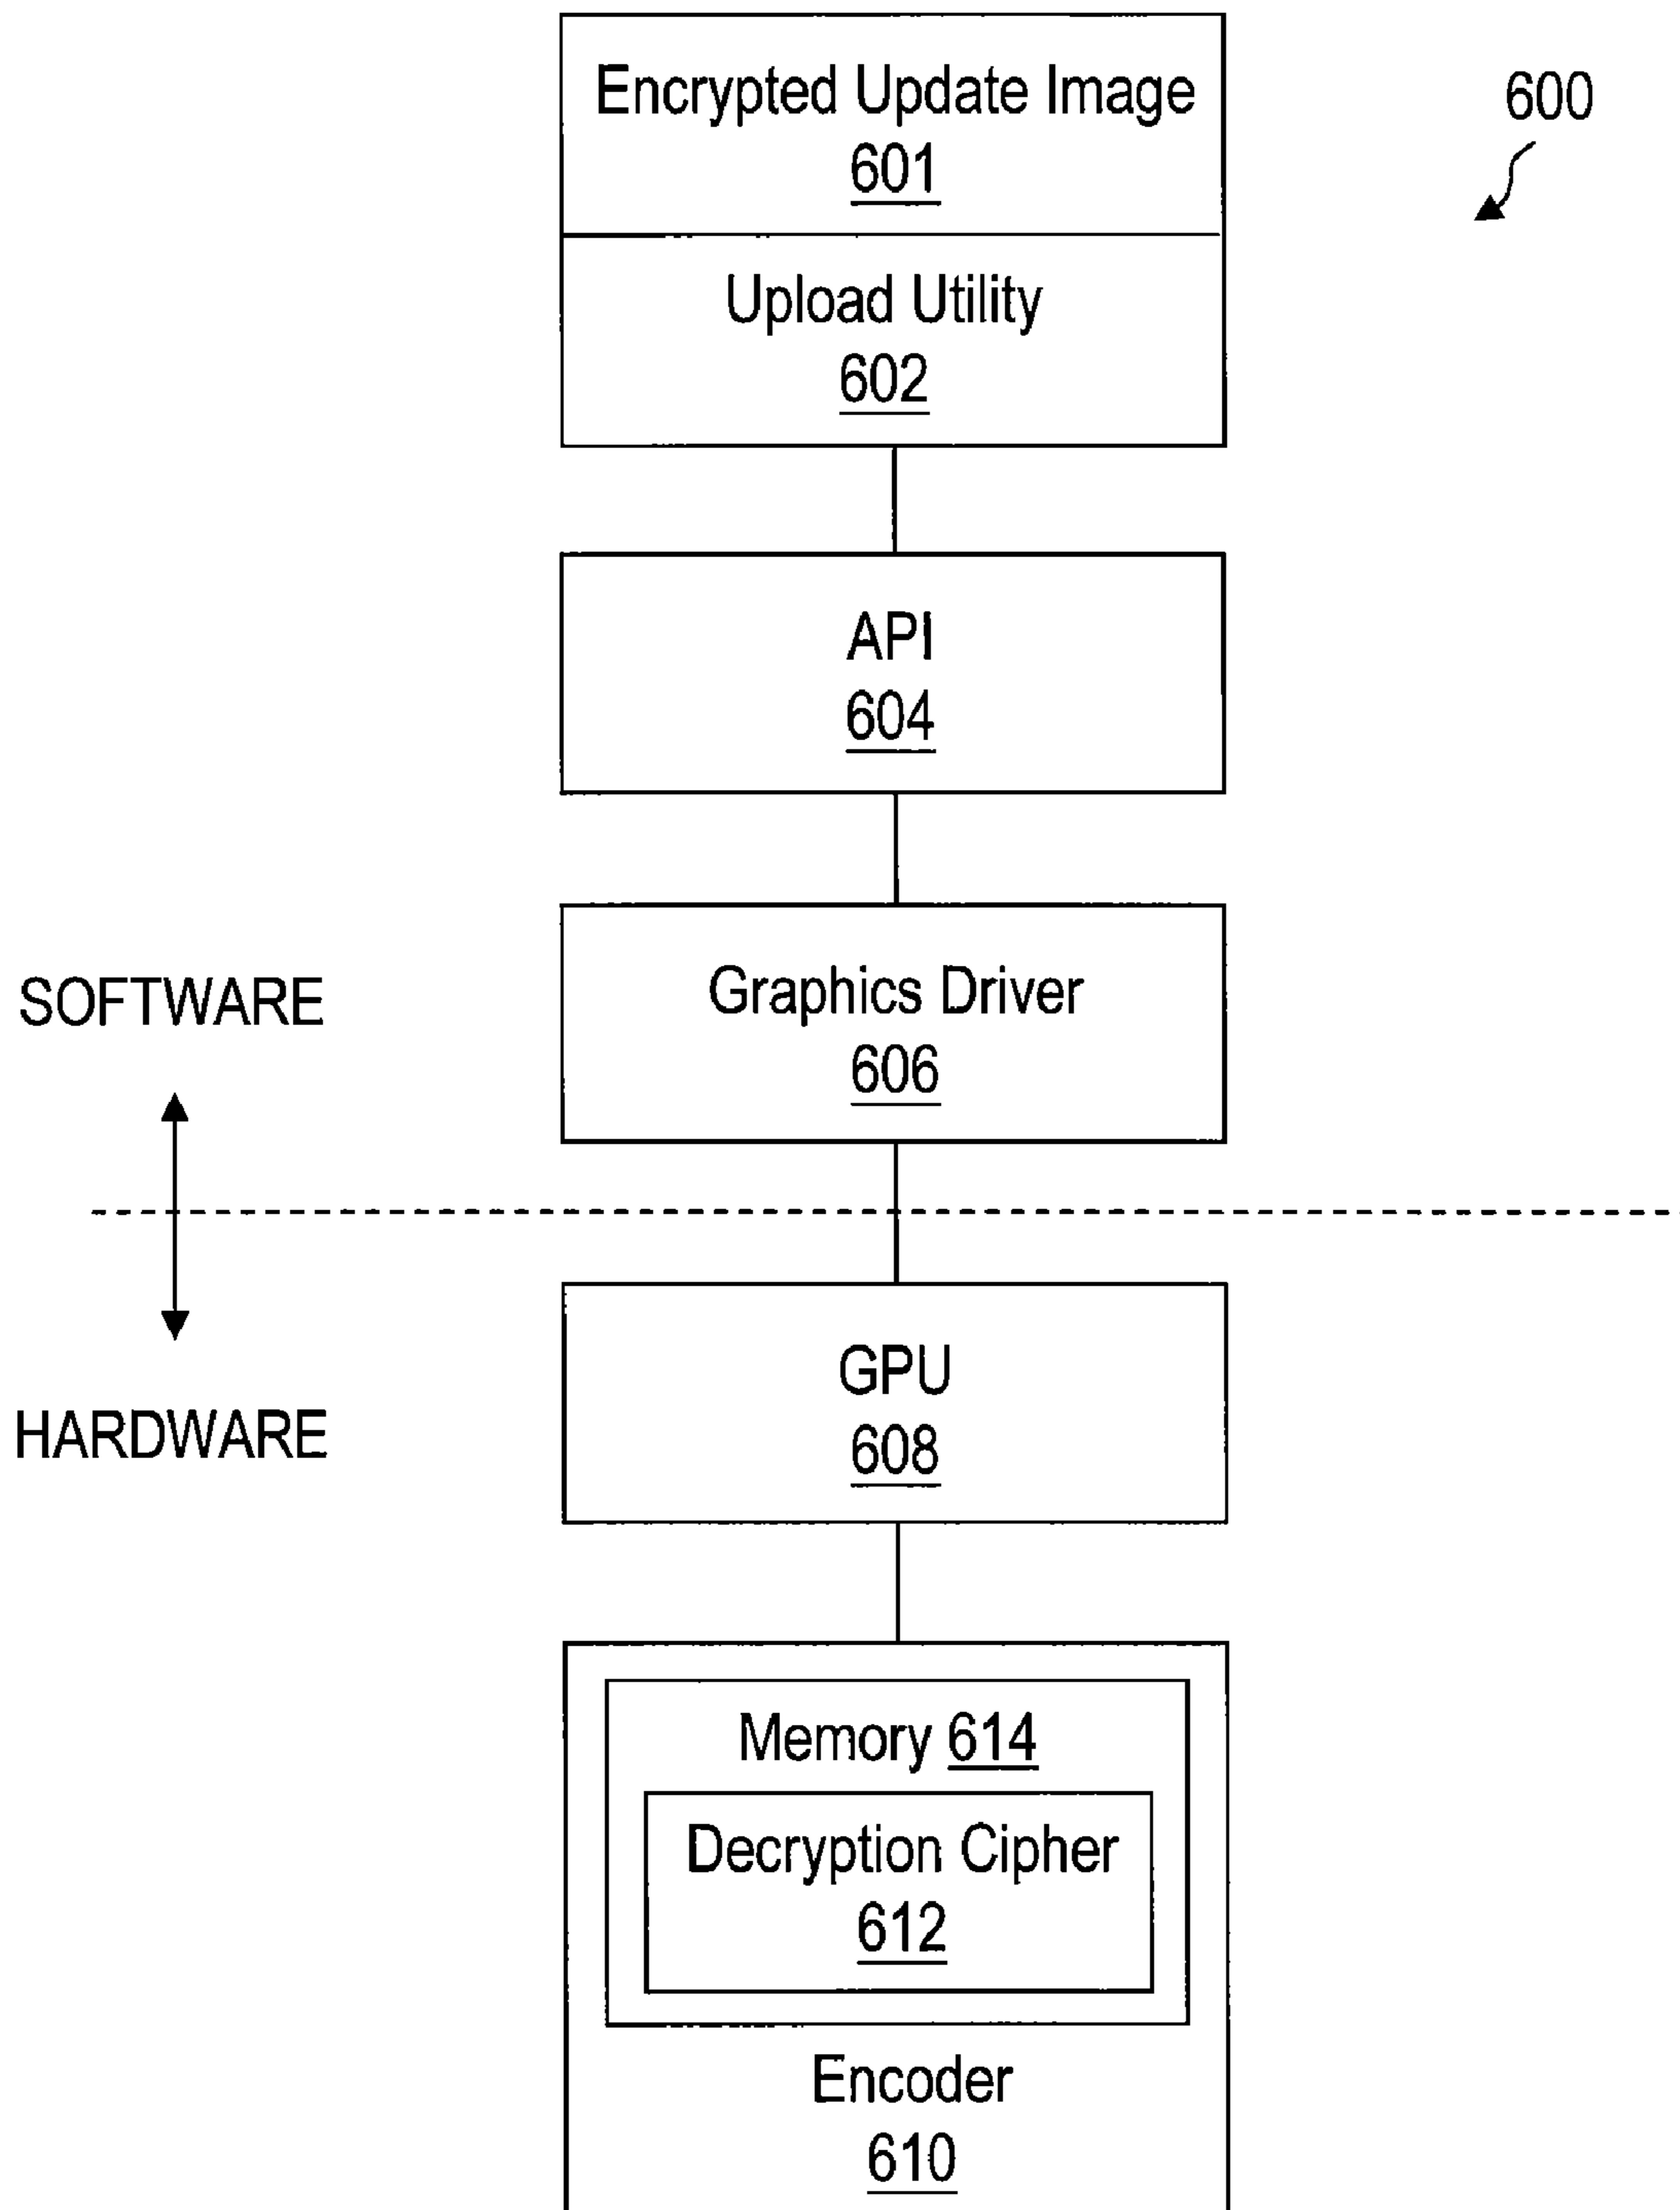 Encrypted Update Image
601
600
Upload Utility
602
API
604
Graphics Driver
606
SOFTWARE
HARDWARE
GPU
608
Memory 614
Decryption Cipher
612
Encoder
610